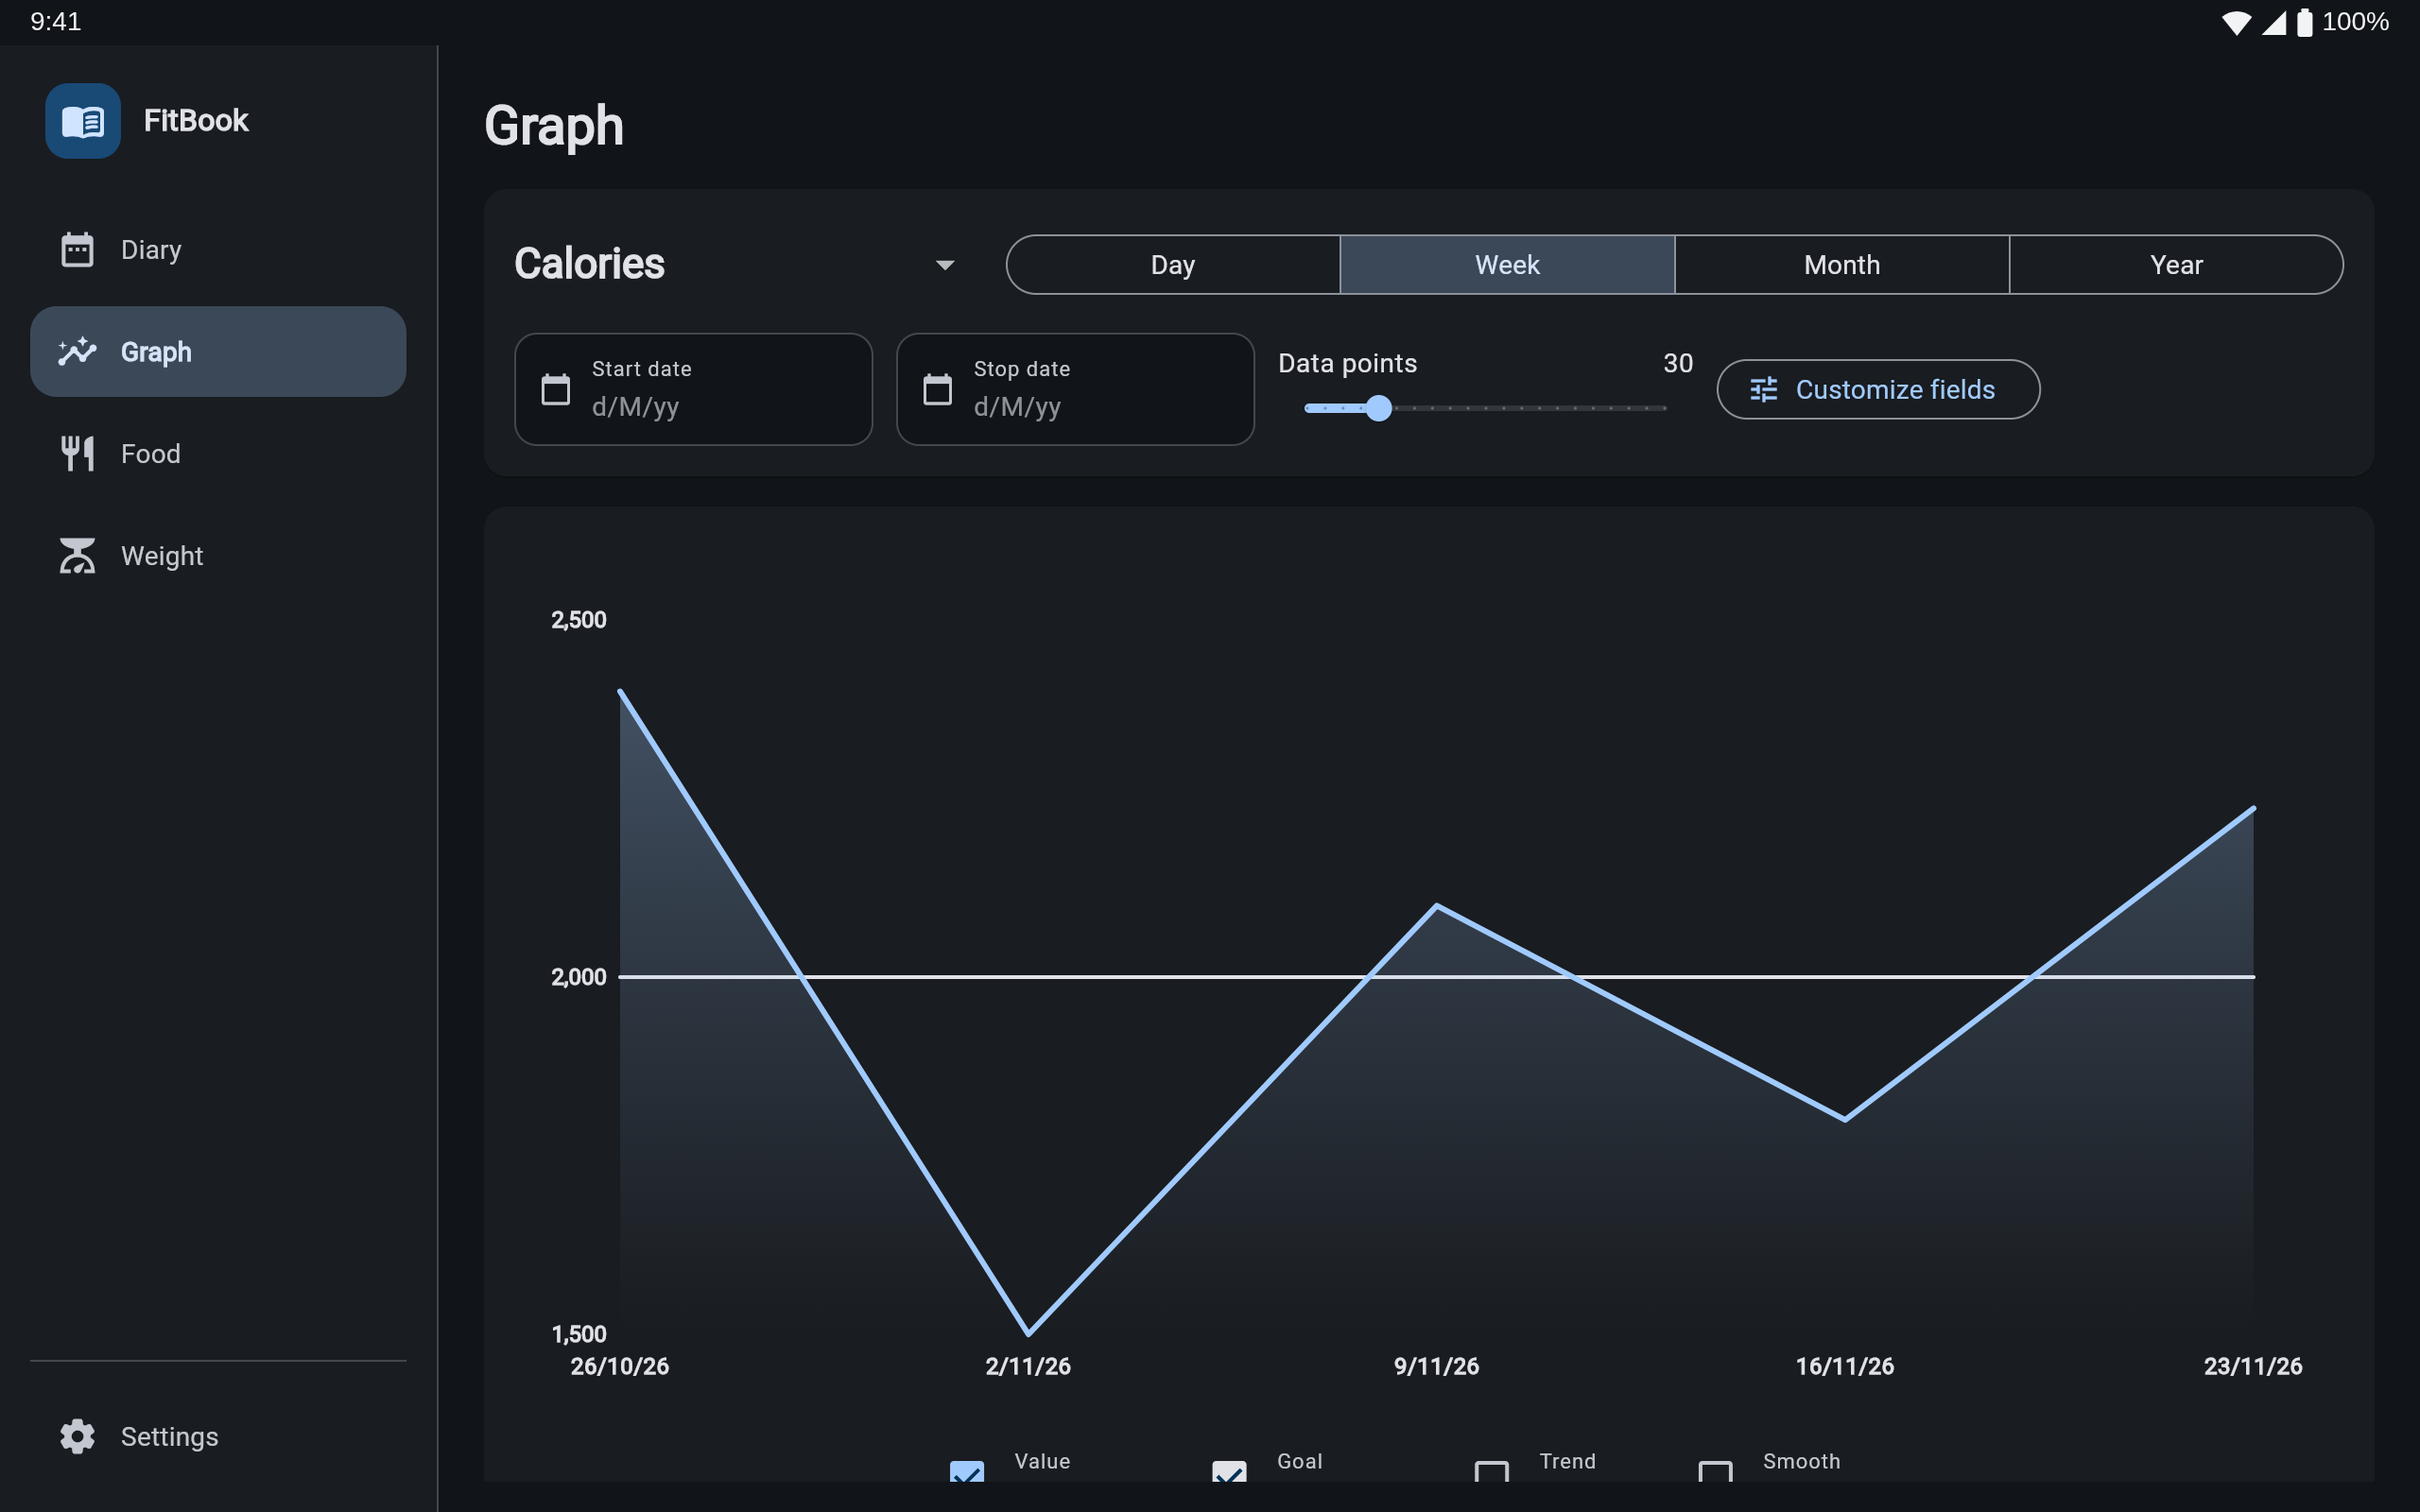 9:41
100%
FitBook
Diary
Graph
Food
Weight
Settings
Graph
Calories
Day
Week
Month
Year
Start date
d/M/yy
Stop date
d/M/yy
Data points
30
Customize fields
2,500
2,000
1,500
26/10/26
2/11/26
9/11/26
16/11/26
23/11/26
Value
Goal
Trend
Smooth